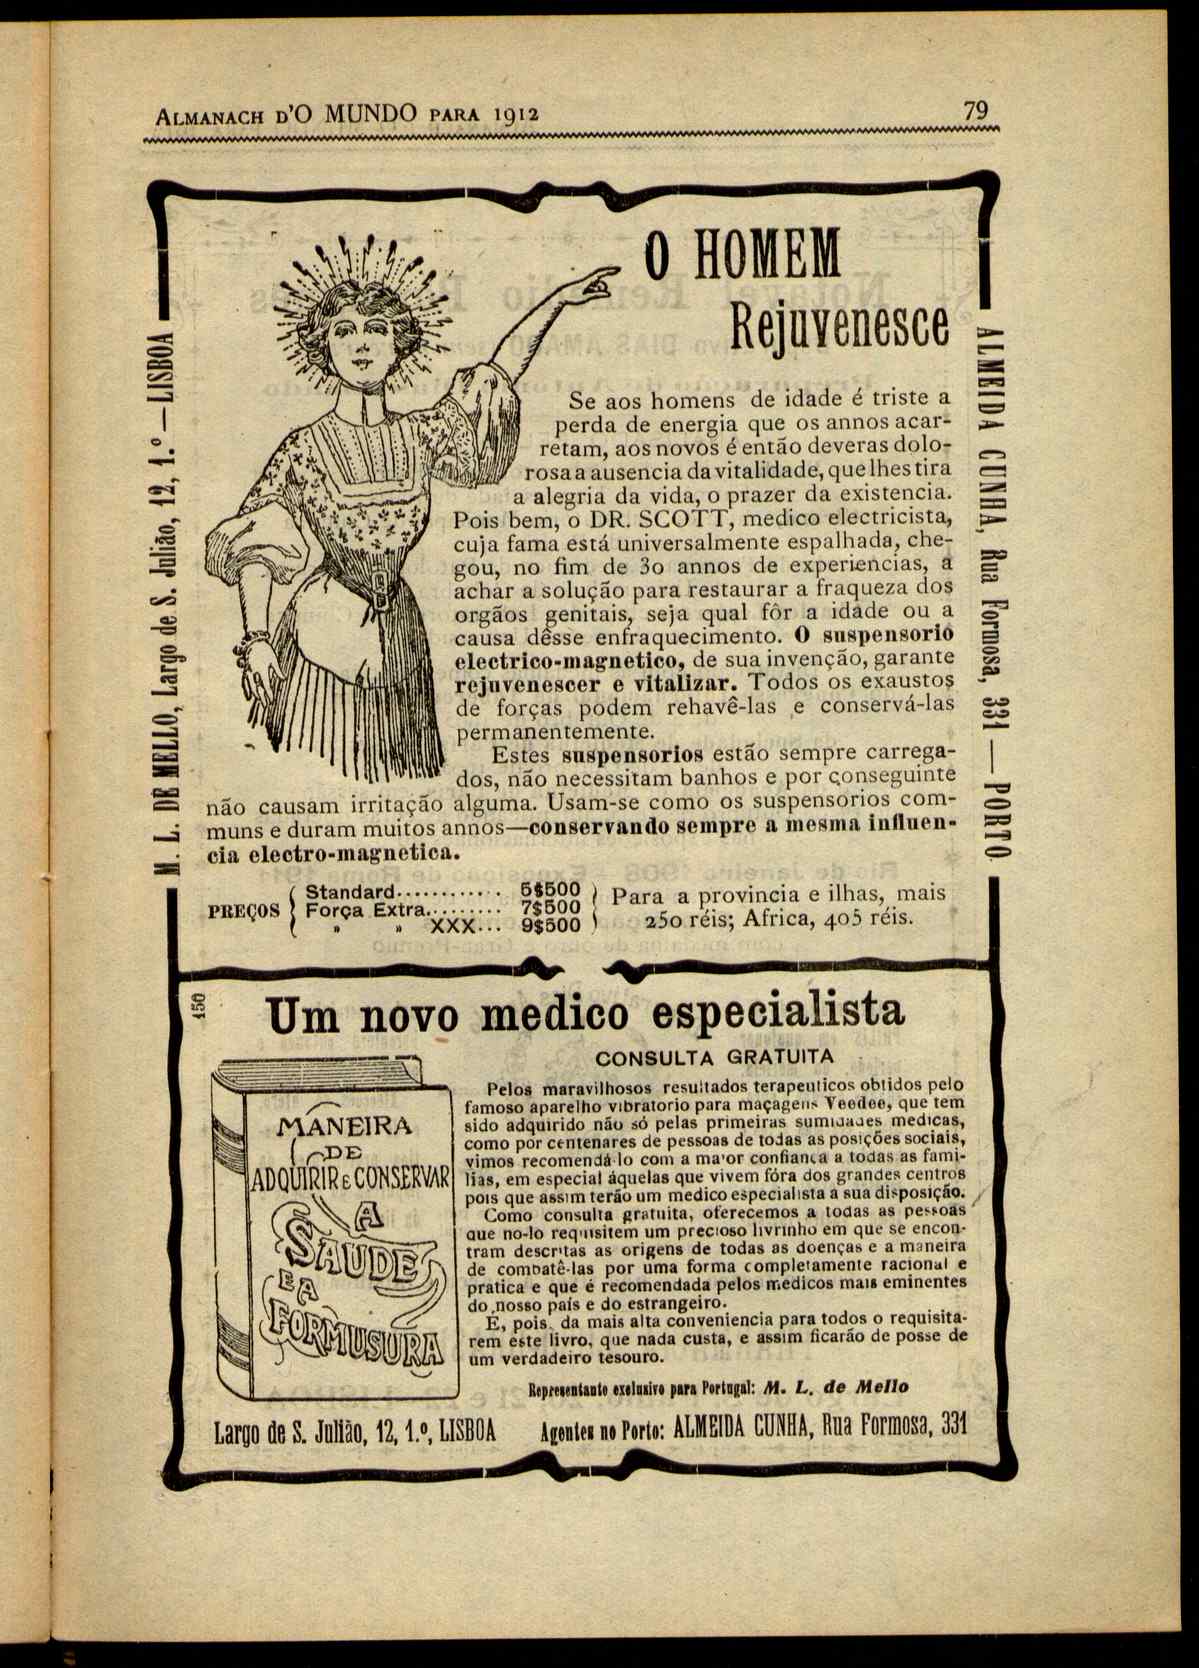 ALMANACH D'O MUNDO PARA 1912
79
M. L. DE MELLO, Largo de S. Julião, 12, 1.º—LISBOA
ALMEIDA CUNHA, Rua Formosa, 331 — PORTO
O HOMEM
Rejuvenesce
Se aos homens de idade é triste a
perda de energia que os annos acar-
retam, aos novos é então deveras dolo-
rosa a ausencia da vitalidade, que lhes tira
a alegria da vida, o prazer da existencia.
Pois bem, o DR. SCOTT, medico electricista,
cuja fama está universalmente espalhada, che-
gou, no fim de 30 annos de experiencias, a
achar a solução para restaurar a fraqueza dos
orgãos genitais, seja qual fôr a idade ou a
causa dêsse enfraquecimento. O suspensorio
electrico-magnetico, de sua invenção, garante
rejuvenescer e vitalizar. Todos os exaustos
de forças podem rehavê-las e conservá-las
permanentemente.
Estes suspensorios estão sempre carrega-
dos, não necessitam banhos e por conseguinte
não causam irritação alguma. Usam-se como os suspensorios com-
muns e duram muitos annos—conservando sempre a mesma influen-
cia electro-magnetica.
PREÇOS
Standard............ 5$500
Força Extra......... 7$500
» » XXX... 9$500
Para a provincia e ilhas, mais
250 réis; Africa, 405 réis.
150
Um novo medico especialista
CONSULTA GRATUITA
MANEIRA
DE
ADQUIRIR E CONSERVAR
A
SAUDE
E A
FORMUSURA
Pelos maravilhosos resultados terapeuticos obtidos pelo
famoso aparelho vibratorio para maçagens Veedee, que tem
sido adquirido não só pelas primeiras sumidades medicas,
como por centenares de pessoas de todas as posições sociais,
vimos recomendá-lo com a maior confiança a todas as fami-
lias, em especial áquelas que vivem fóra dos grandes centros
pois que assim terão um medico especialista á sua disposição.
Como consulta gratuita, oferecemos a todas as pessoas
que no-lo requisitem um precioso livrinho em que se encon-
tram descritas as origens de todas as doenças e a maneira
de combatê-las por uma forma completamente racional e
pratica e que é recomendada pelos medicos mais eminentes
do nosso país e do estrangeiro.
E, pois, da mais alta conveniencia para todos o requisita-
rem este livro, que nada custa, e assim ficarão de posse de
um verdadeiro tesouro.
Representante exclusivo para Portugal: M. L. de Mello
Largo de S. Julião, 12, 1.º, LISBOA
Agentes no Porto: ALMEIDA CUNHA, Rua Formosa, 331